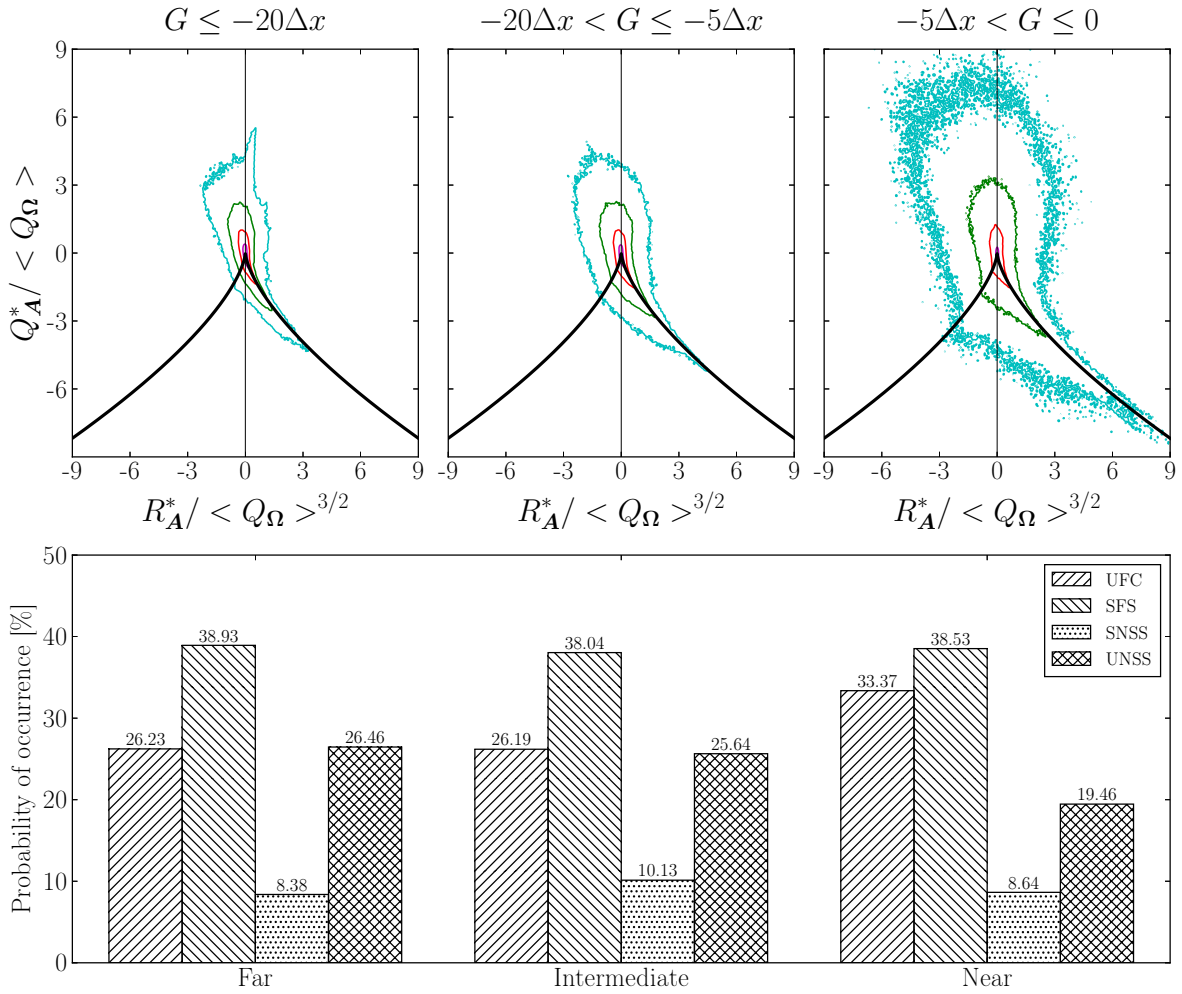 G ≤ −20Δx
−20Δx < G ≤ −5Δx
−5Δx < G ≤ 0
Q*_A / < Q_Ω >
9
6
3
0
-3
-6
-9 -6 -3 0 3 6 9
-9 -6 -3 0 3 6 9
-9 -6 -3 0 3 6 9
R*_A / < Q_Ω >^{3/2}
R*_A / < Q_Ω >^{3/2}
R*_A / < Q_Ω >^{3/2}
Probability of occurrence [%]
50
40
30
20
10
0
UFC
SFS
SNSS
UNSS
26.23
38.93
8.38
26.46
26.19
38.04
10.13
25.64
33.37
38.53
8.64
19.46
Far
Intermediate
Near